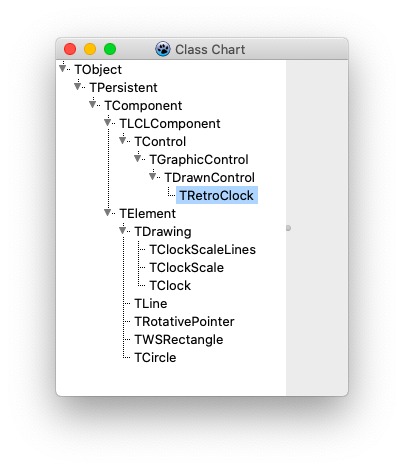 Class Chart
TObject
TPersistent
TComponent
TLCLComponent
TControl
TGraphicControl
TDrawnControl
TRetroClock
TElement
TDrawing
TClockScaleLines
TClockScale
TClock
TLine
TRotativePointer
TWSRectangle
TCircle